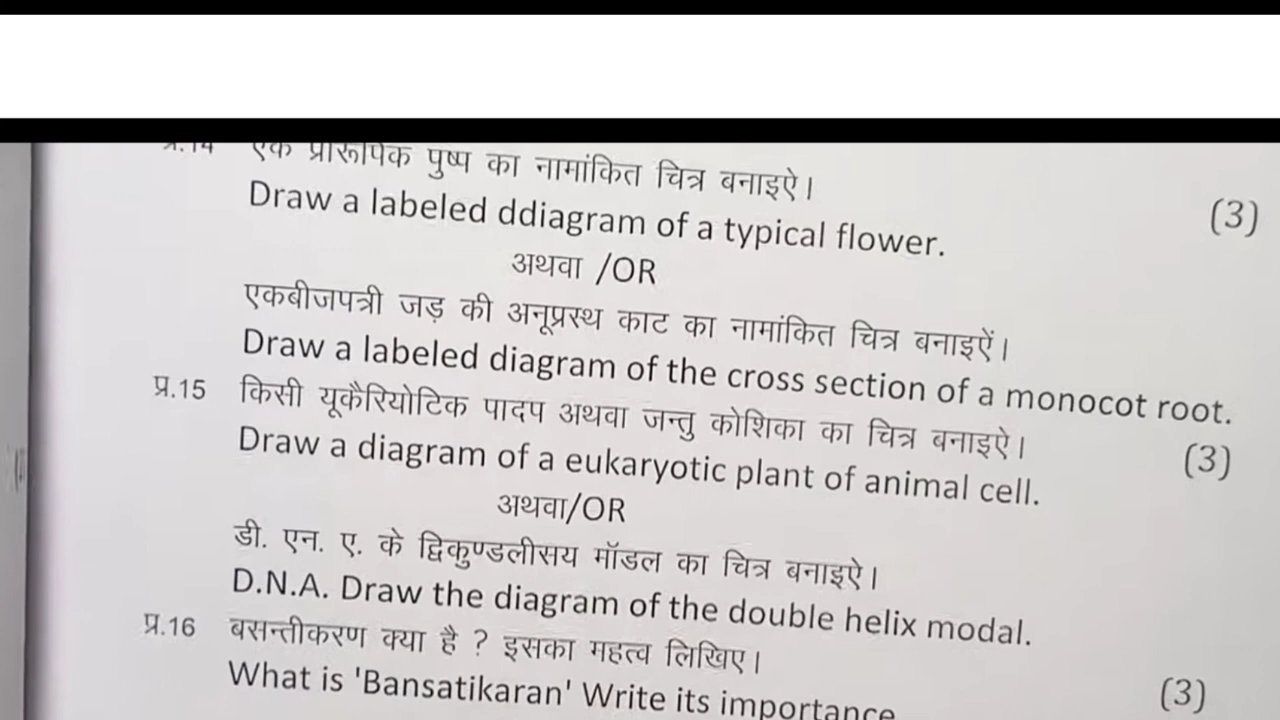 प्र.14 एक प्रारूपिक पुष्प का नामांकित चित्र बनाइऐ।
Draw a labeled ddiagram of a typical flower. (3)
अथवा /OR
एकबीजपत्री जड़ की अनूप्रस्थ काट का नामांकित चित्र बनाइऐं।
Draw a labeled diagram of the cross section of a monocot root.
प्र.15 किसी यूकैरियोटिक पादप अथवा जन्तु कोशिका का चित्र बनाइऐ। (3)
Draw a diagram of a eukaryotic plant of animal cell.
अथवा/OR
डी. एन. ए. के द्विकुण्डलीसय मॉडल का चित्र बनाइऐ।
D.N.A. Draw the diagram of the double helix modal.
प्र.16 बसन्तीकरण क्या है ? इसका महत्व लिखिए। (3)
What is 'Bansatikaran' Write its importance